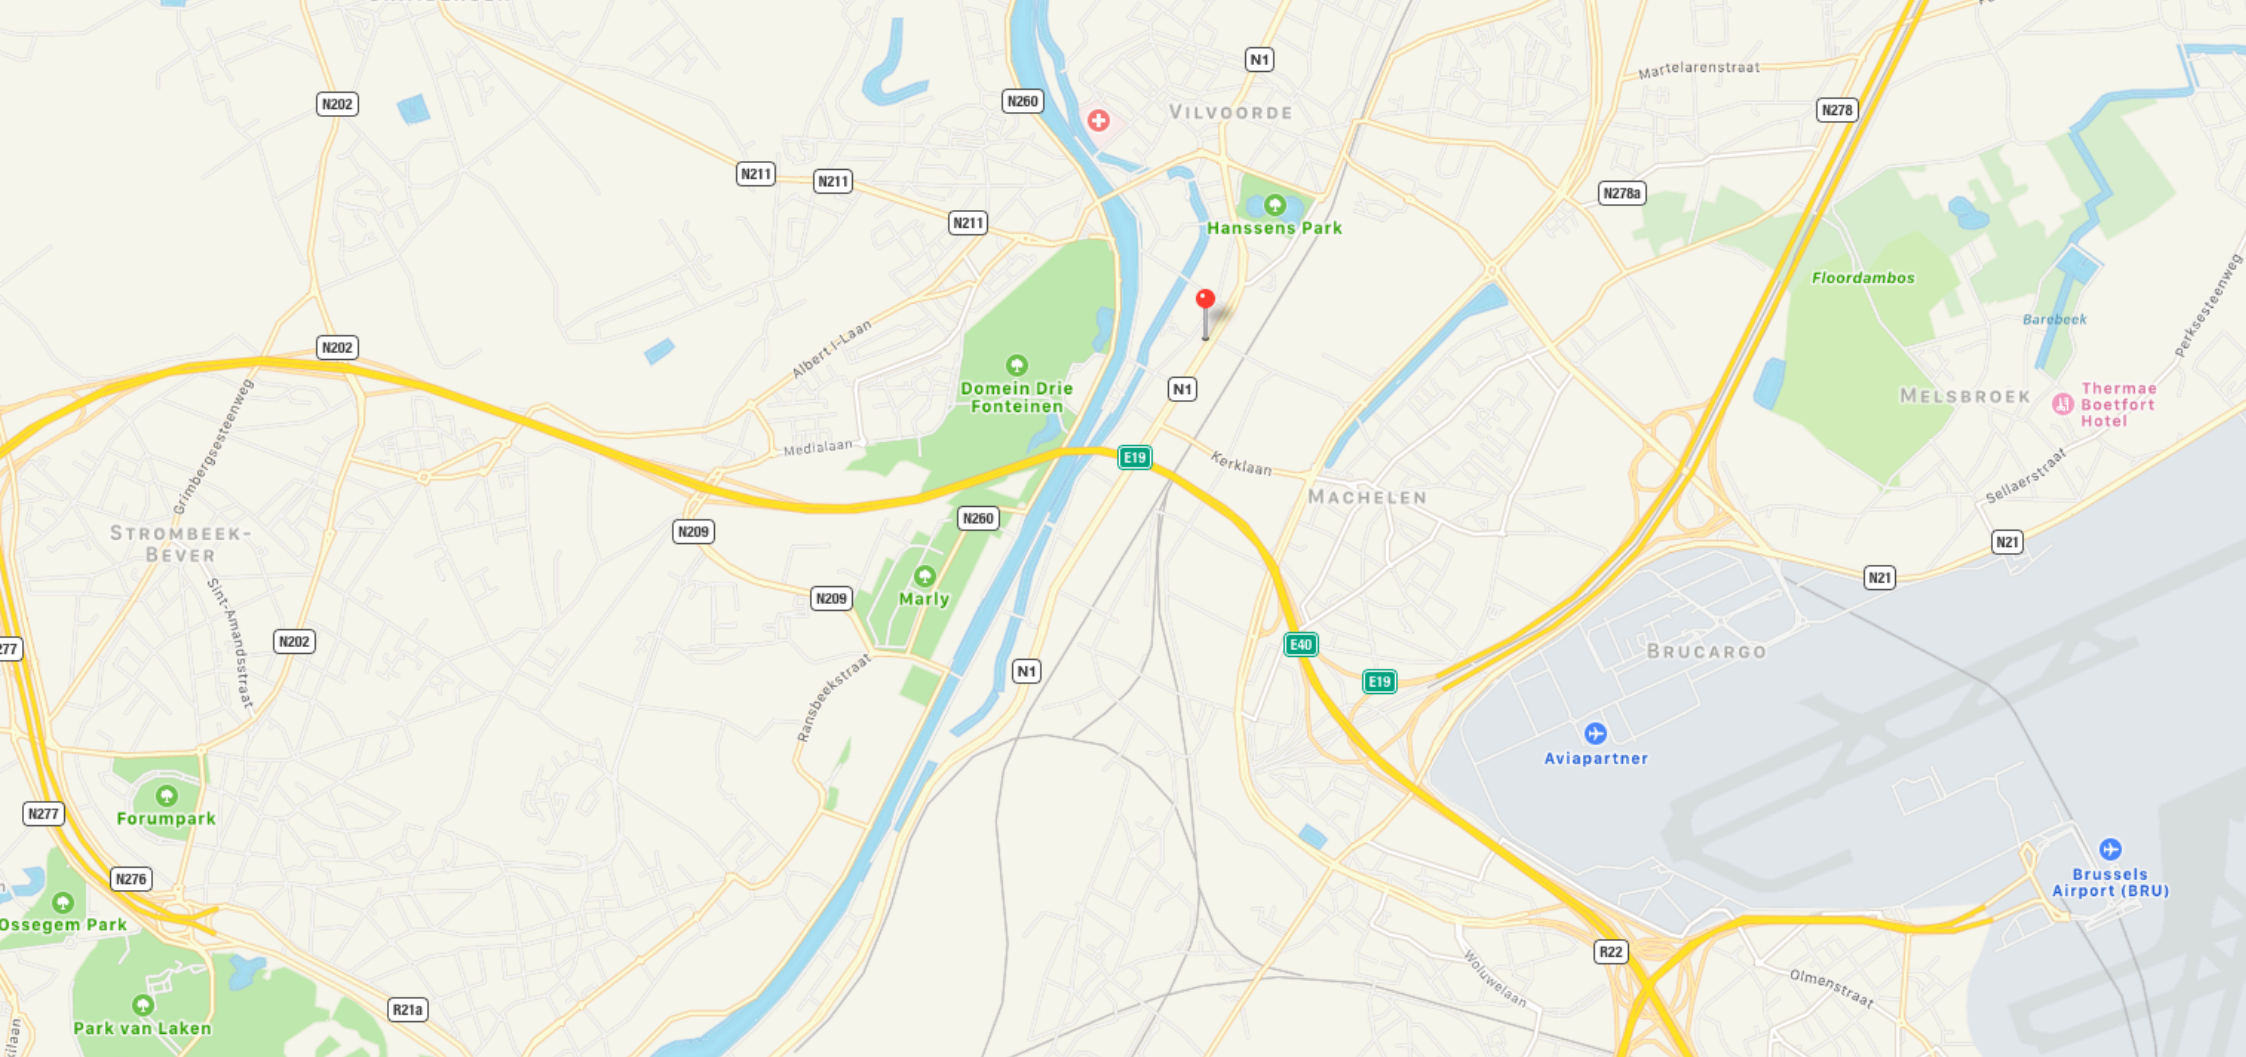 N1
Martelarenstraat
N202
N260
VILVOORDE
N278
N211
N211
N278a
N211
Hanssens Park
Floordambos
Barebeek
Perksesteenweg
N202
Albert I-Laan
Domein Drie
Fonteinen
N1
MELSBROEK
Thermae
Boetfort
Hotel
Grimbergsesteenweg
Medialaan
E19
Kerklaan
MACHELEN
Sellaerstraat
STROMBEEK-
BEVER
N209
N260
N21
N21
Sint-Amandsstraat
Marly
N209
N202
277
E40
BRUCARGO
N1
E19
Ransbeekstraat
Aviapartner
N277
Forumpark
N276
Brussels
Airport (BRU)
Ossegem Park
R22
Woluwelaan
Olmenstraat
R21a
Park van Laken